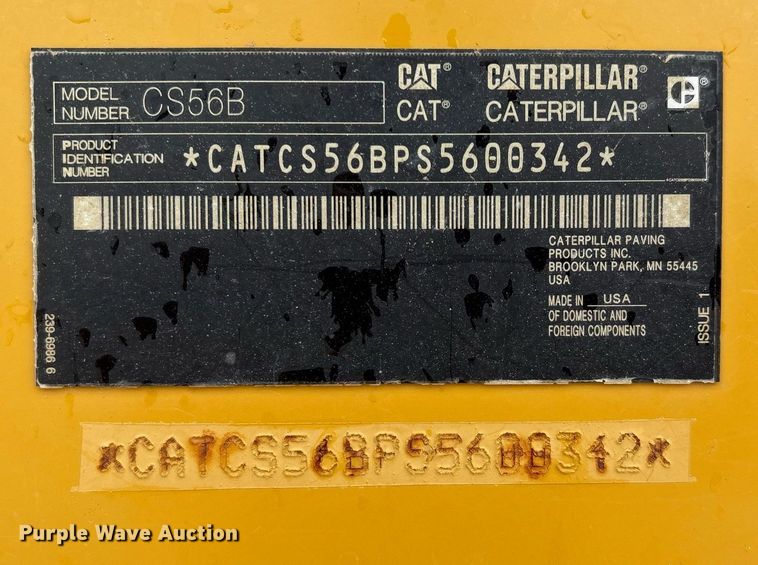 MODEL NUMBER CS56B
CAT® CATERPILLAR®
CAT® CATERPILLAR®
PRODUCT IDENTIFICATION NUMBER *CATCS56BPS5600342*
CATERPILLAR PAVING
PRODUCTS INC.
BROOKLYN PARK, MN 55445
USA
MADE IN USA
OF DOMESTIC AND
FOREIGN COMPONENTS
ISSUE 1
239-6986 6
*CATCS56BPS5600342*
Purple Wave Auction